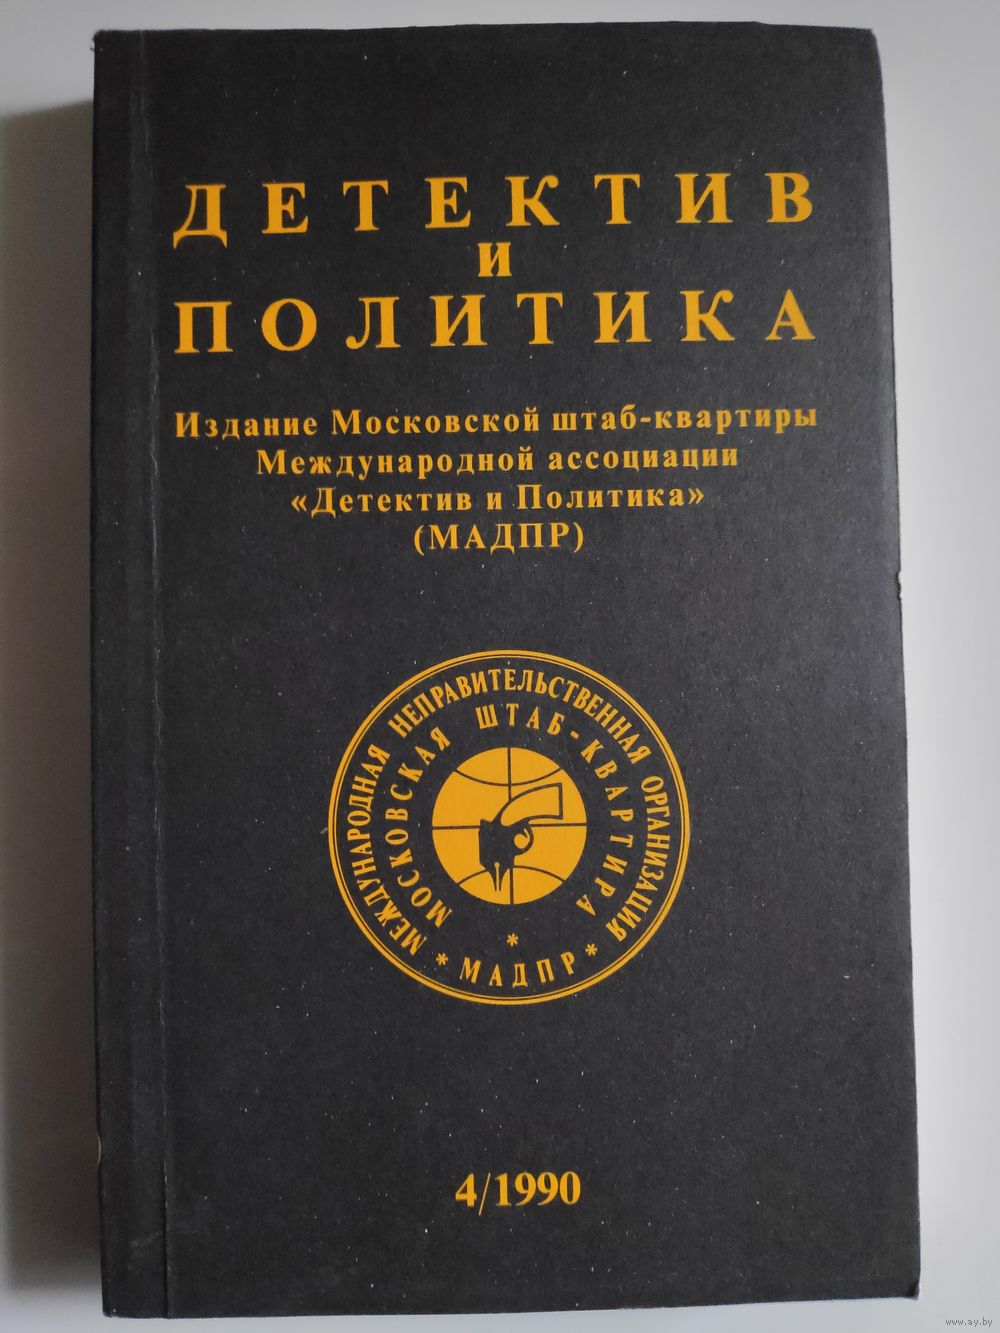 ДЕТЕКТИВ
И
ПОЛИТИКА
Издание Московской штаб-квартиры
Международной ассоциации
«Детектив и Политика»
(МАДПР)
МЕЖДУНАРОДНАЯ НЕПРАВИТЕЛЬСТВЕННАЯ ОРГАНИЗАЦИЯ
МОСКОВСКАЯ ШТАБ-КВАРТИРА
* МАДПР *
*
4/1990
www.ay.by